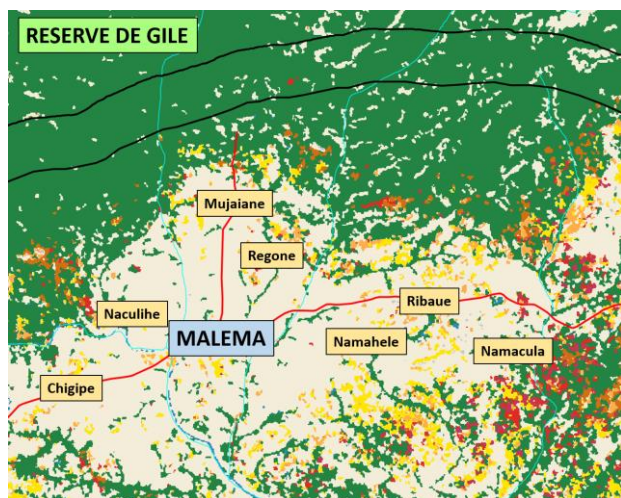 RESERVE DE GILE
Mujaiane
Regone
Ribaue
Naculihe
MALEMA
Namahele
Namacula
Chigipe